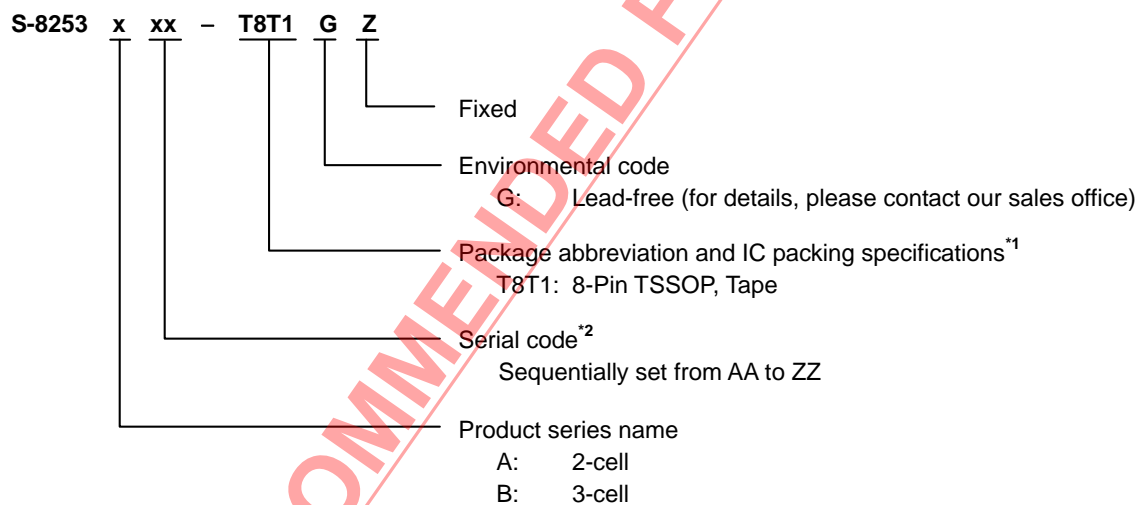 S-8253 x xx – T8T1 G Z
Fixed
Environmental code
G: Lead-free (for details, please contact our sales office)
Package abbreviation and IC packing specifications*1
T8T1: 8-Pin TSSOP, Tape
Serial code*2
Sequentially set from AA to ZZ
Product series name
A: 2-cell
B: 3-cell
OMMENDED F